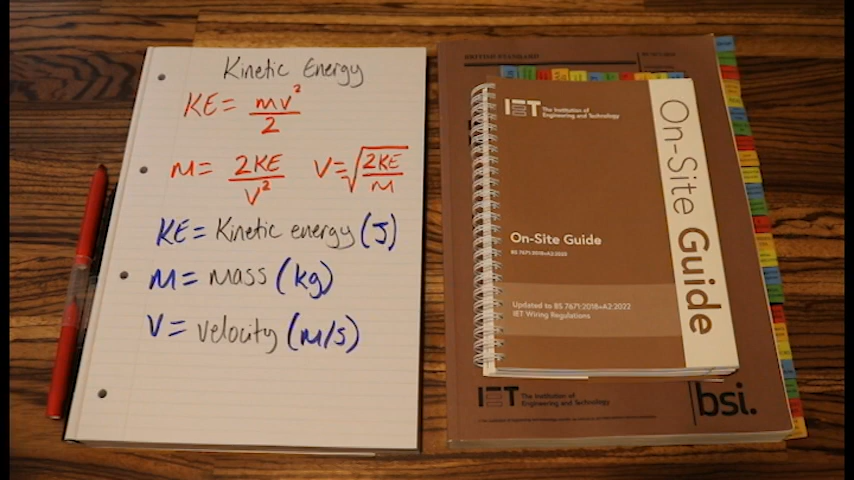 Kinetic Energy
KE = mv²
2
M = 2KE
V²
V = √2KE
M
KE = Kinetic energy (J)
M = mass (kg)
V = velocity (m/s)
BRITISH STANDARD
IET The Institution of
Engineering and Technology
On-Site Guide
On-Site Guide
BS 7671:2018+A2:2022
Updated to BS 7671:2018+A2:2022
IET Wiring Regulations
IET The Institution of
Engineering and Technology
bsi.